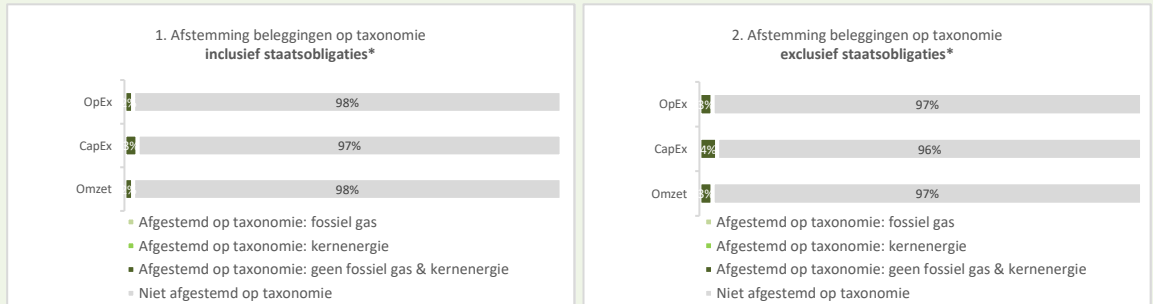 1. Afstemming beleggingen op taxonomie
inclusief staatsobligaties*
OpEx 2% 98%
CapEx 3% 97%
Omzet 2% 98%
Afgestemd op taxonomie: fossiel gas
Afgestemd op taxonomie: kernenergie
Afgestemd op taxonomie: geen fossiel gas & kernenergie
Niet afgestemd op taxonomie
2. Afstemming beleggingen op taxonomie
exclusief staatsobligaties*
OpEx 3% 97%
CapEx 4% 96%
Omzet 3% 97%
Afgestemd op taxonomie: fossiel gas
Afgestemd op taxonomie: kernenergie
Afgestemd op taxonomie: geen fossiel gas & kernenergie
Niet afgestemd op taxonomie